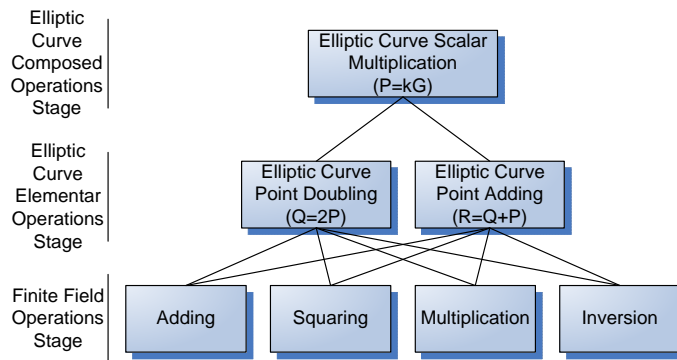 Elliptic
Curve
Composed
Operations
Stage
Elliptic Curve Scalar
Multiplication
(P=kG)
Elliptic
Curve
Elementar
Operations
Stage
Elliptic Curve
Point Doubling
(Q=2P)
Elliptic Curve
Point Adding
(R=Q+P)
Finite Field
Operations
Stage
Adding
Squaring
Multiplication
Inversion